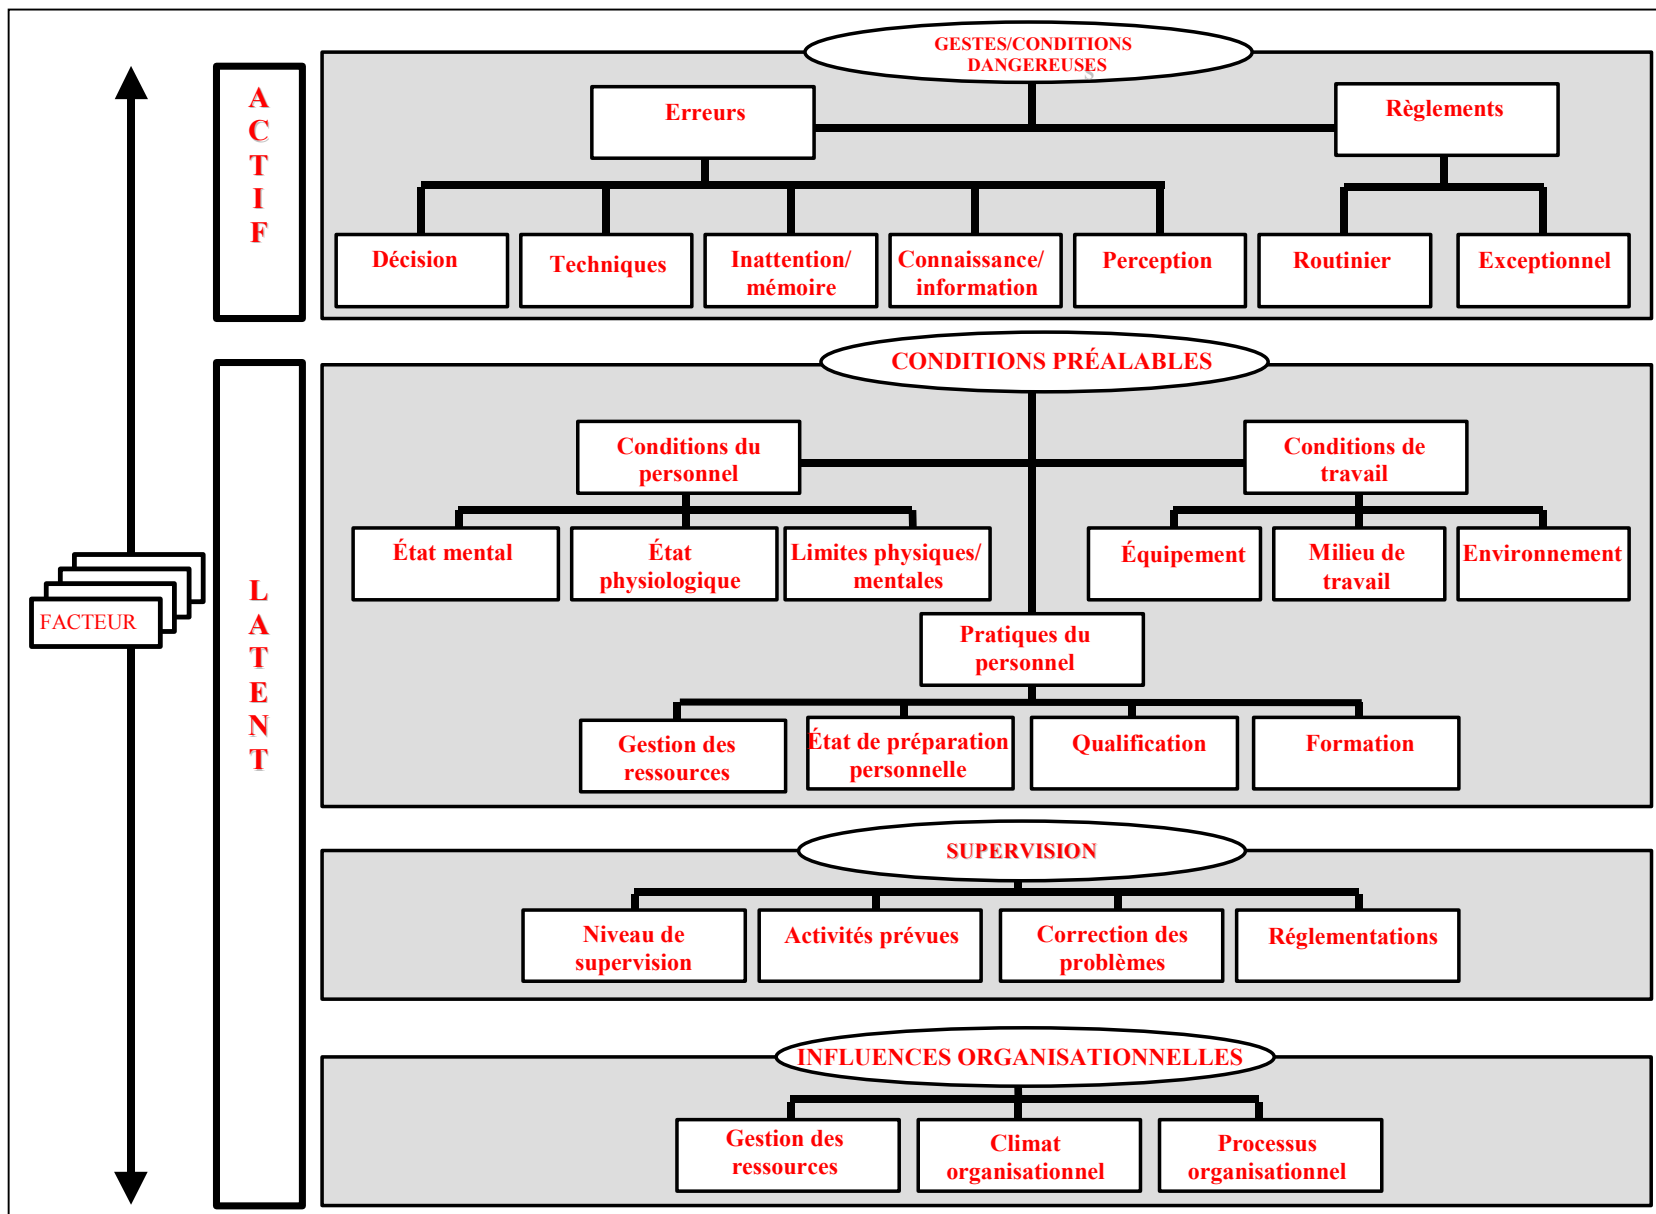 GESTES/CONDITIONS
DANGEREUSES
s
A
C
T
I
F
Erreurs
Règlements
Décision
Techniques
Inattention/
mémoire
Connaissance/
information
Perception
Routinier
Exceptionnel
CONDITIONS PRÉALABLES
Conditions du
personnel
Conditions de
travail
État mental
État
physiologique
Limites physiques/
mentales
Équipement
Milieu de
travail
Environnement
FACTEUR
L
A
T
E
N
T
Pratiques du
personnel
Gestion des
ressources
État de préparation
personnelle
Qualification
Formation
SUPERVISION
Niveau de
supervision
Activités prévues
Correction des
problèmes
Réglementations
INFLUENCES ORGANISATIONNELLES
Gestion des
ressources
Climat
organisationnel
Processus
organisationnel